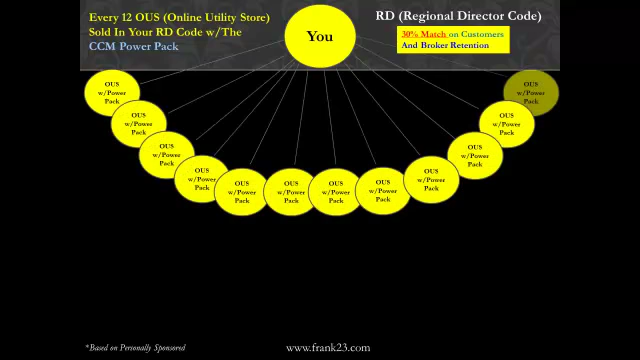 Every 12 OUS (Online Utility Store)
Sold In Your RD Code w/The
CCM Power Pack
You
RD (Regional Director Code)
30% Match on Customers
And Broker Retention
OUS
w/Power
Pack
OUS
w/Power
Pack
OUS
w/Power
Pack
OUS
w/Power
Pack
OUS
w/Power
Pack
OUS
w/Power
Pack
OUS
w/Power
Pack
OUS
w/Power
Pack
OUS
w/Power
Pack
OUS
w/Power
Pack
OUS
w/Power
Pack
OUS
w/Power
Pack
*Based on Personally Sponsored
www.frank23.com